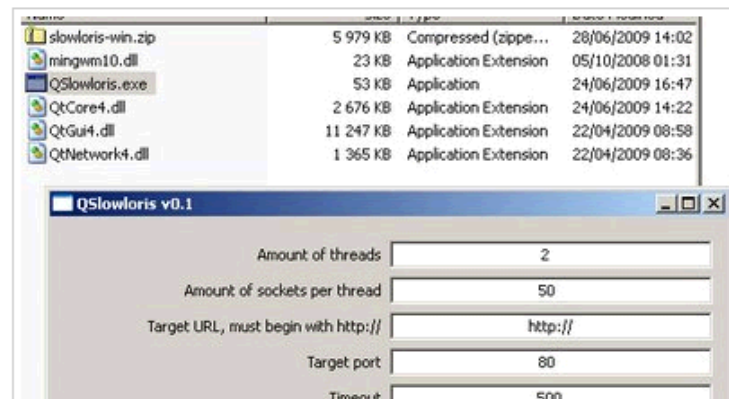 Name Size Type Date Modified
slowloris-win.zip 5 979 KB Compressed (zippe... 28/06/2009 14:02
mingwm10.dll 23 KB Application Extension 05/10/2008 01:31
QSlowloris.exe 53 KB Application 24/06/2009 16:47
QtCore4.dll 2 676 KB Application Extension 24/06/2009 14:22
QtGui4.dll 11 247 KB Application Extension 22/04/2009 08:58
QtNetwork4.dll 1 365 KB Application Extension 22/04/2009 08:36
QSlowloris v0.1
Amount of threads 2
Amount of sockets per thread 50
Target URL, must begin with http:// http://
Target port 80
Timeout 500